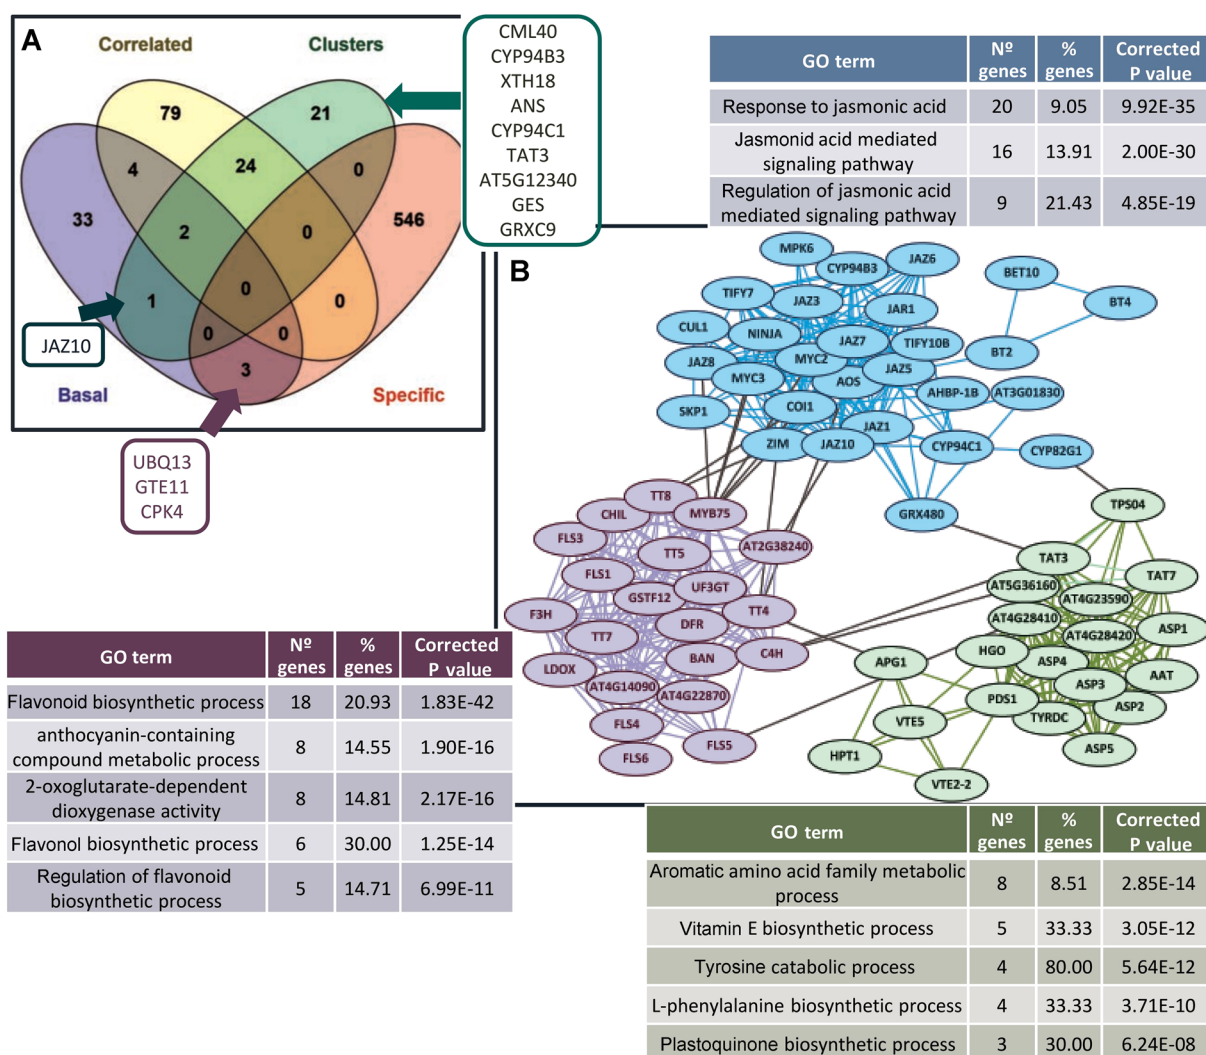 A
Correlated
Clusters
79
21
4
24
0
33
2
0
546
1
0
0
0
0
3
JAZ10
Basal
Specific
UBQ13
GTE11
CPK4
CML40
CYP94B3
XTH18
ANS
CYP94C1
TAT3
AT5G12340
GES
GRXC9
GO term Nº genes % genes Corrected P value
Response to jasmonic acid 20 9.05 9.92E-35
Jasmonid acid mediated signaling pathway 16 13.91 2.00E-30
Regulation of jasmonic acid mediated signaling pathway 9 21.43 4.85E-19
B
MPK6
CYP94B3
JAZ6
BET10
TIFY7
JAZ3
JAR1
BT4
CUL1
NINJA
JAZ7
TIFY10B
BT2
JAZ8
MYC2
JAZ5
MYC3
AOS
AHBP-1B
AT3G01830
SKP1
COI1
JAZ1
ZIM
JAZ10
CYP94C1
CYP82G1
GRX480
TT8
CHIL
MYB75
FLS3
TT5
AT2G38240
FLS1
UF3GT
GSTF12
F3H
TT4
DFR
TT7
BAN
C4H
LDOX
AT4G14090
AT4G22870
FLS4
FLS5
FLS6
TPS04
TAT3
TAT7
AT5G36160
AT4G23590
AT4G28410
AT4G28420
ASP1
HGO
APG1
ASP4
AAT
ASP3
PDS1
ASP2
TYRDC
VTE5
ASP5
HPT1
VTE2-2
GO term Nº genes % genes Corrected P value
Flavonoid biosynthetic process 18 20.93 1.83E-42
anthocyanin-containing compound metabolic process 8 14.55 1.90E-16
2-oxoglutarate-dependent dioxygenase activity 8 14.81 2.17E-16
Flavonol biosynthetic process 6 30.00 1.25E-14
Regulation of flavonoid biosynthetic process 5 14.71 6.99E-11
GO term Nº genes % genes Corrected P value
Aromatic amino acid family metabolic process 8 8.51 2.85E-14
Vitamin E biosynthetic process 5 33.33 3.05E-12
Tyrosine catabolic process 4 80.00 5.64E-12
L-phenylalanine biosynthetic process 4 33.33 3.71E-10
Plastoquinone biosynthetic process 3 30.00 6.24E-08